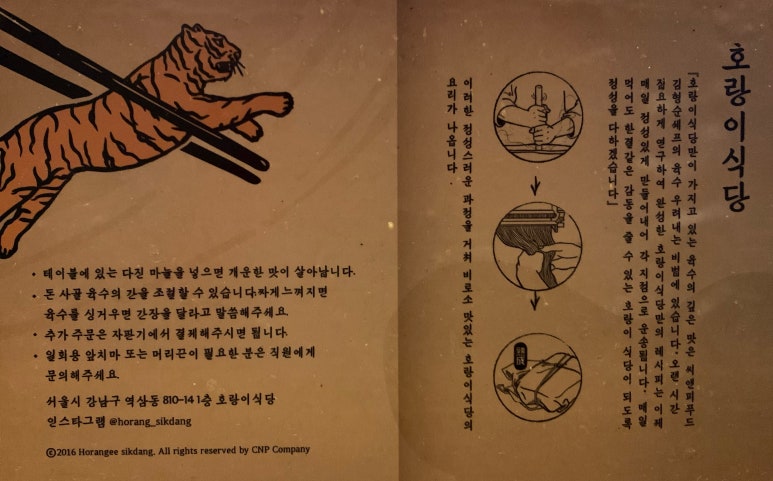 • 테이블에 있는 다진 마늘을 넣으면 개운한 맛이 살아납니다.
• 돈 사골 육수의 간을 조절할 수 있습니다.짜게느껴지면
육수를 싱거우면 간장을 달라고 말씀해주세요.
• 추가 주문은 자판기에서 결제해주시면 됩니다.
• 일회용 앞치마 또는 머리끈이 필요한 분은 직원에게
문의해주세요.
서울시 강남구 역삼동 810-14 1층 호랑이식당
인스타그램 @horang_sikdang
ⓒ2016 Horangee sikdang. All rights reserved by CNP Company
호랑이식당
『호랑이식당만이 가지고 있는 육수의 깊은 맛은 씨앤피푸드
김형순쉐프의 육수 우려내는 비법에 있습니다. 오랜 시간
집요하게 연구하여 완성한 호랑이식당만의 레시피는 이제
매일 정성있게 만들어내어 각 지점으로 운송됩니다. 매일
먹어도 한결같은 감동을 줄 수 있는 호랑이 식당이 되도록
정성을 다하겠습니다』
이러한 정성스러운 과정을 거쳐 비로소 맛있는 호랑이식당의
요리가 나옵니다.